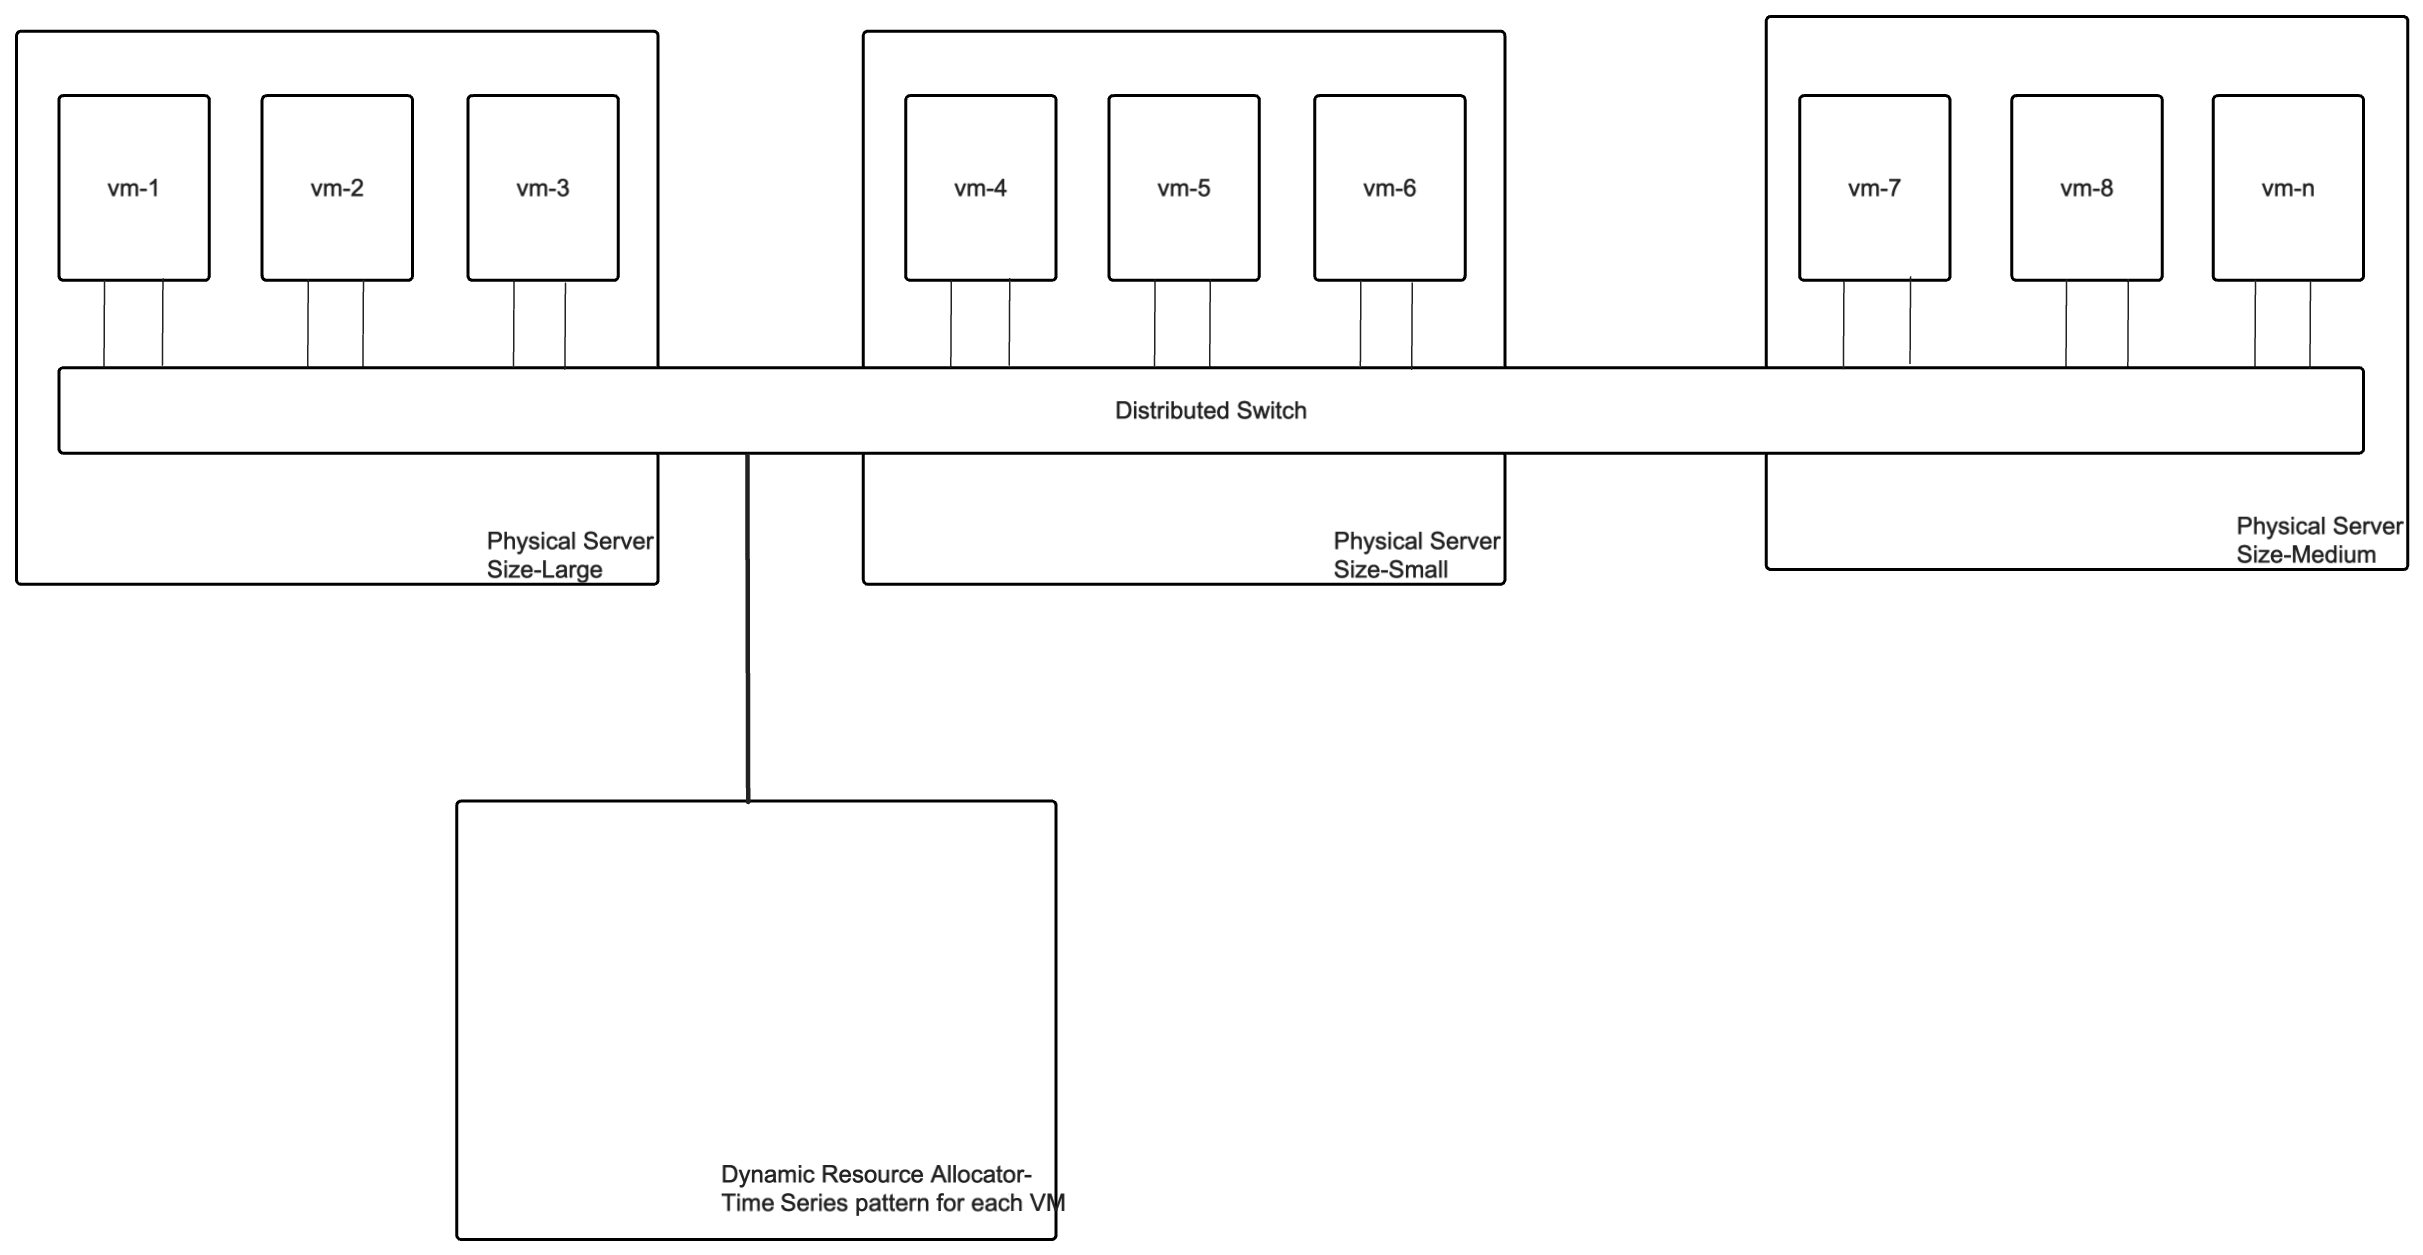 vm-1
vm-2
vm-3
vm-4
vm-5
vm-6
vm-7
vm-8
vm-n
Distributed Switch
Physical Server
Size-Large
Physical Server
Size-Small
Physical Server
Size-Medium
Dynamic Resource Allocator-
Time Series pattern for each VM